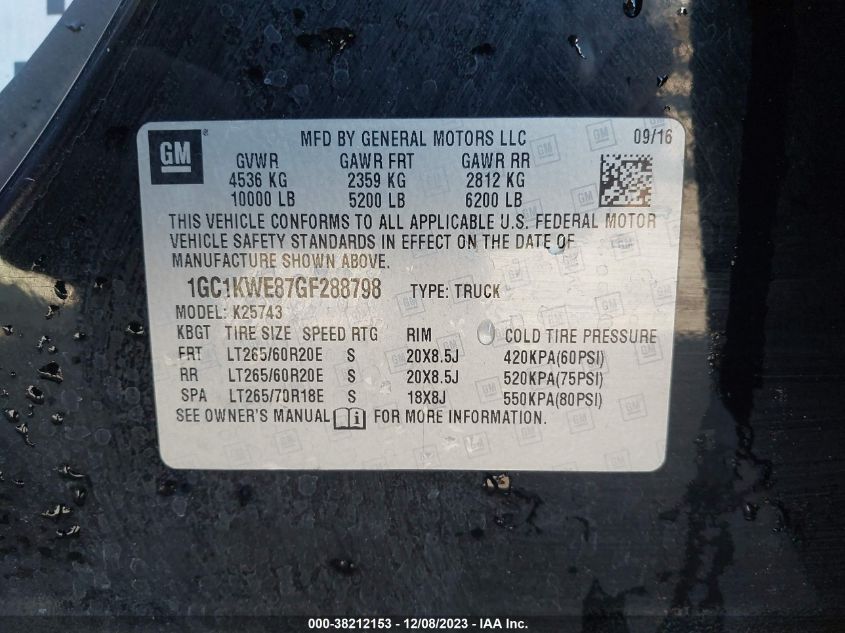 GM ®
MFD BY GENERAL MOTORS LLC 09/16
GVWR GAWR FRT GAWR RR
4536 KG 2359 KG 2812 KG
10000 LB 5200 LB 6200 LB
THIS VEHICLE CONFORMS TO ALL APPLICABLE U.S. FEDERAL MOTOR
VEHICLE SAFETY STANDARDS IN EFFECT ON THE DATE OF
MANUFACTURE SHOWN ABOVE.
1GC1KWE87GF288798 TYPE: TRUCK
MODEL: K25743
KBGT TIRE SIZE SPEED RTG RIM COLD TIRE PRESSURE
FRT LT265/60R20E S 20X8.5J 420KPA(60PSI)
RR LT265/60R20E S 20X8.5J 520KPA(75PSI)
SPA LT265/70R18E S 18X8J 550KPA(80PSI)
SEE OWNER'S MANUAL i FOR MORE INFORMATION.
000-38212153 - 12/08/2023 - IAA Inc.